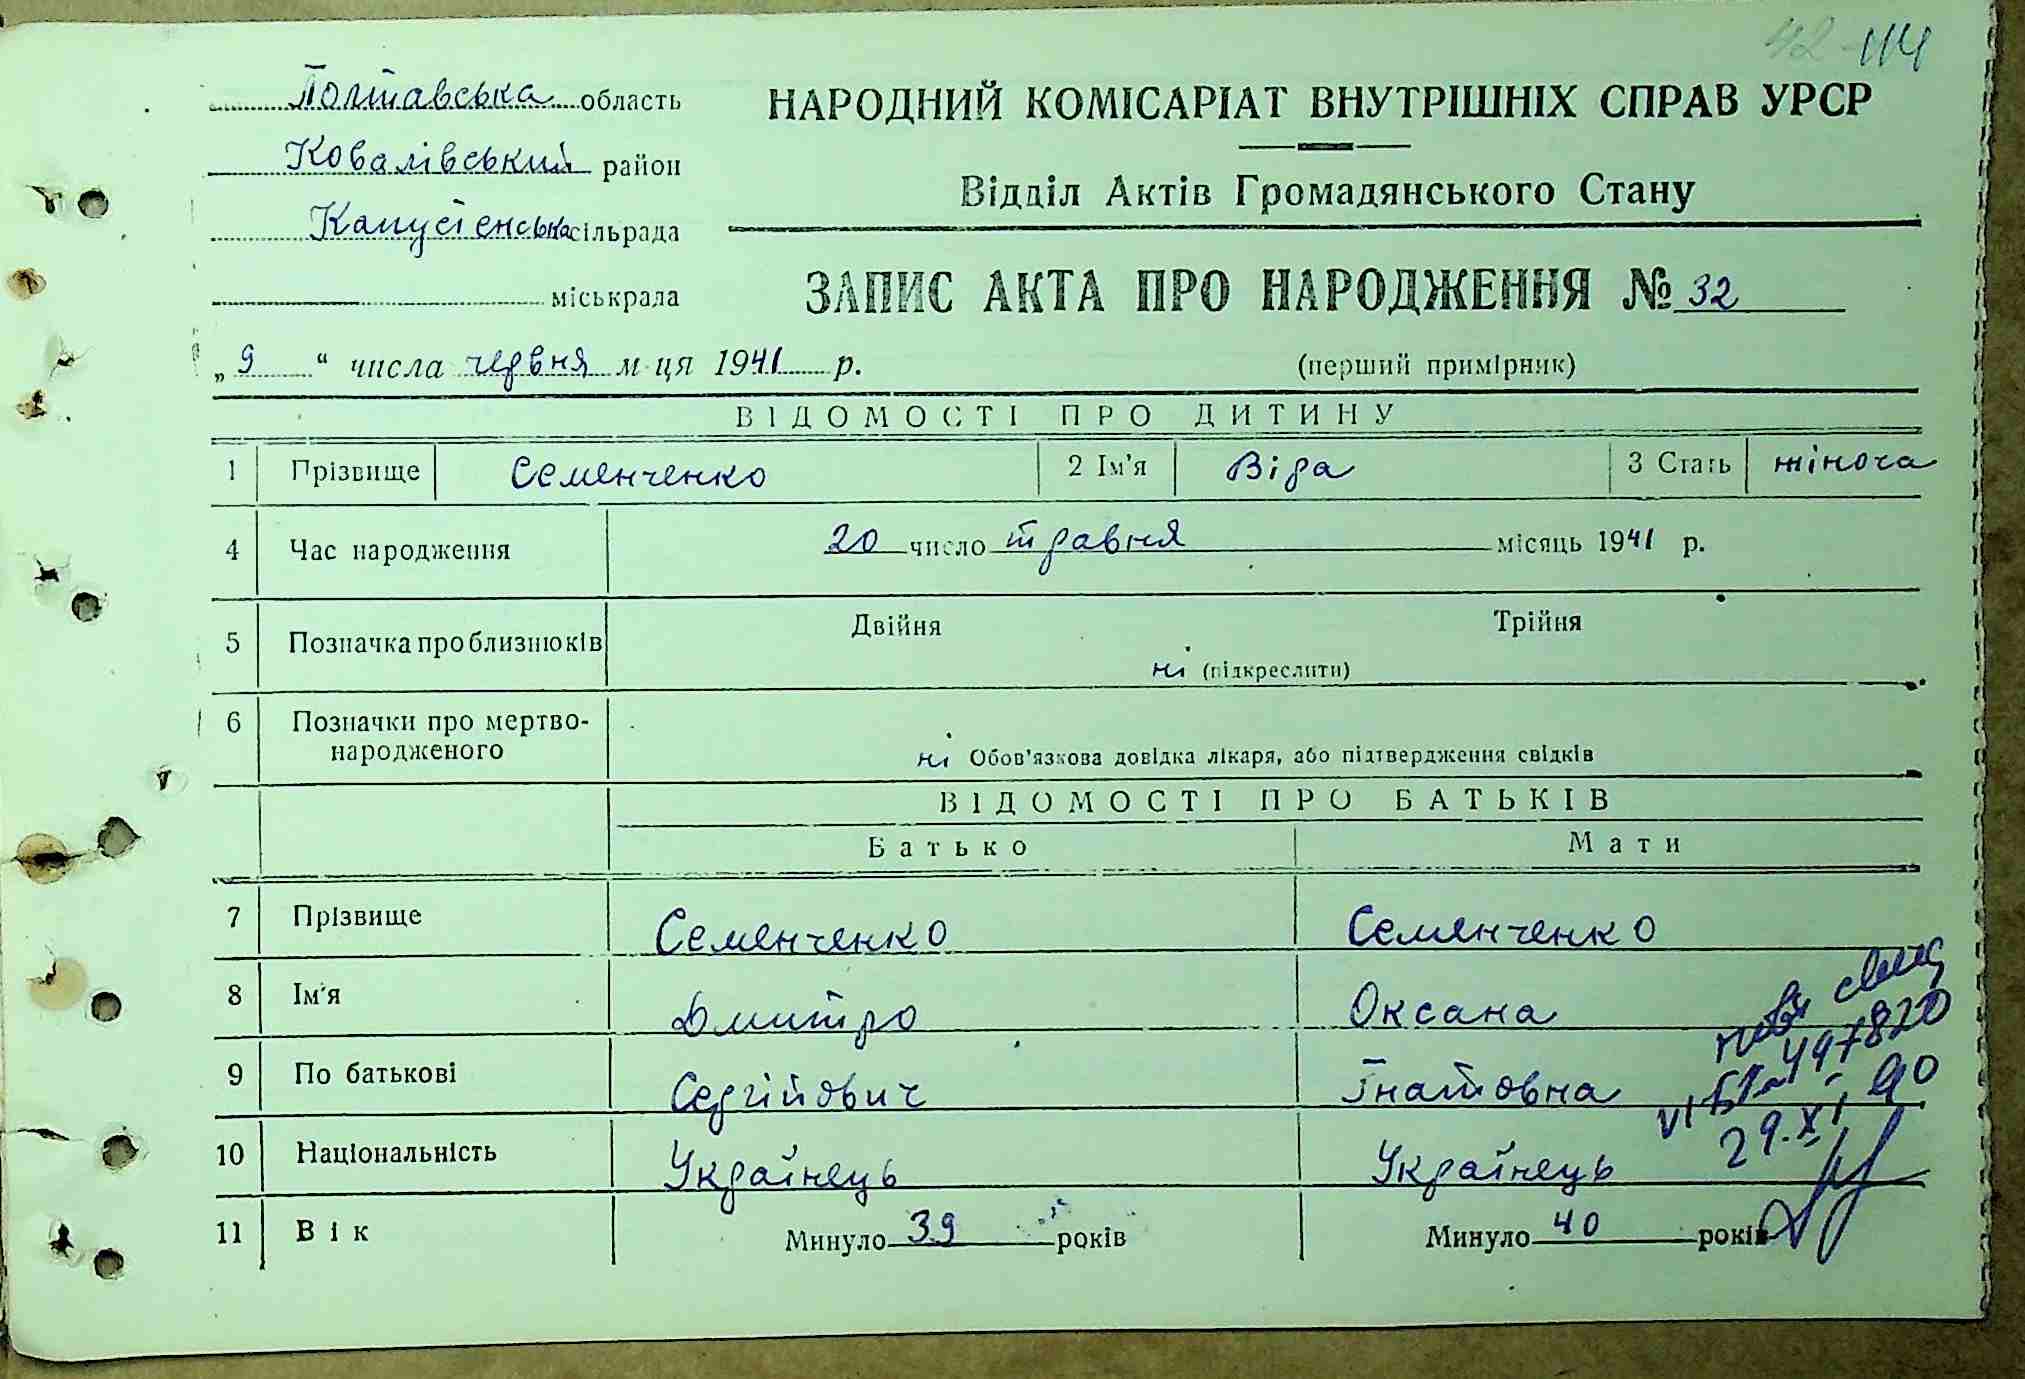 42 114
Полтавська область
Ковалівський район
НАРОДНИЙ КОМІСАРІАТ ВНУТРІШНІХ СПРАВ УРСР
Відділ Актів Громадянського Стану
сільрада
міськрада
ЗАПИС АКТА ПРО НАРОДЖЕННЯ № 32
„ 9 “ числа червня м-ця 1941 р.
(перший примірник)
ВІДОМОСТІ ПРО ДИТИНУ
1 Прізвище Семенченко 2 Ім'я Віра 3 Стать жіноча
4 Час народження 20 число травня місяць 1941 р.
5 Позначка про близнюків Двійня Трійня
ні (підкреслити)
6 Позначки про мертво-
народженого
ні Обов'язкова довідка лікаря, або підтвердження свідків
ВІДОМОСТІ ПРО БАТЬКІВ
Батько Мати
7 Прізвище Семенченко Семенченко
8 Ім'я Дмитро Оксана
9 По батькові Сергійович Ігнатовна
10 Національність Українець Українець
11 Вік Минуло 39 років Минуло 40 років
497820
29.XI.90